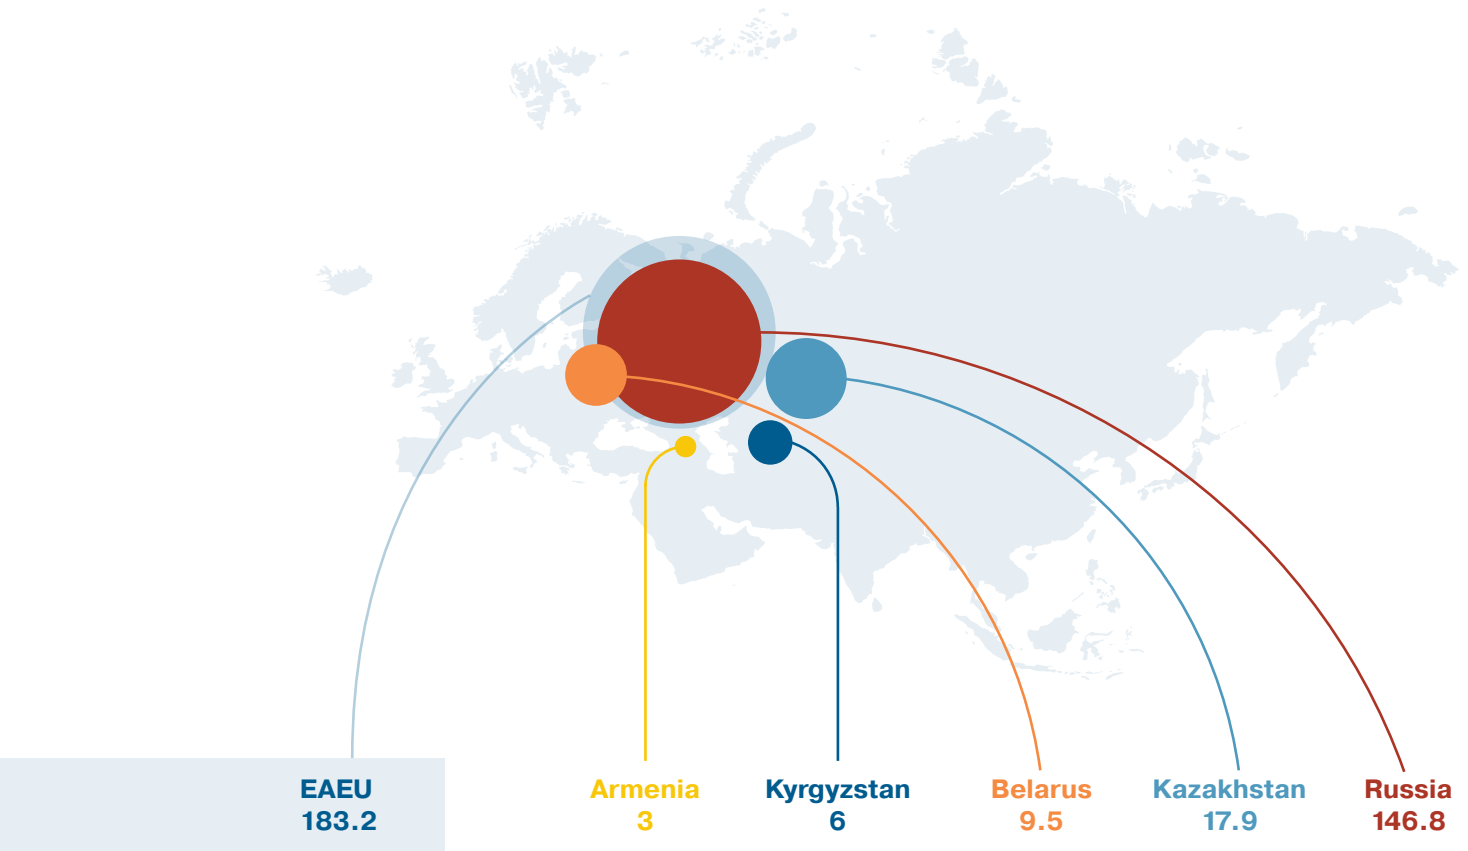 EAEU
183.2
Armenia
3
Kyrgyzstan
6
Belarus
9.5
Kazakhstan
17.9
Russia
146.8